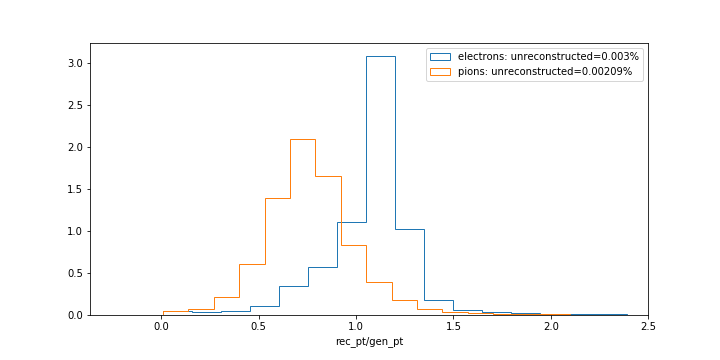 electrons: unreconstructed=0.003%
pions: unreconstructed=0.00209%
3.0
2.5
2.0
1.5
1.0
0.5
0.0
0.0 0.5 1.0 1.5 2.0 2.5
rec_pt/gen_pt